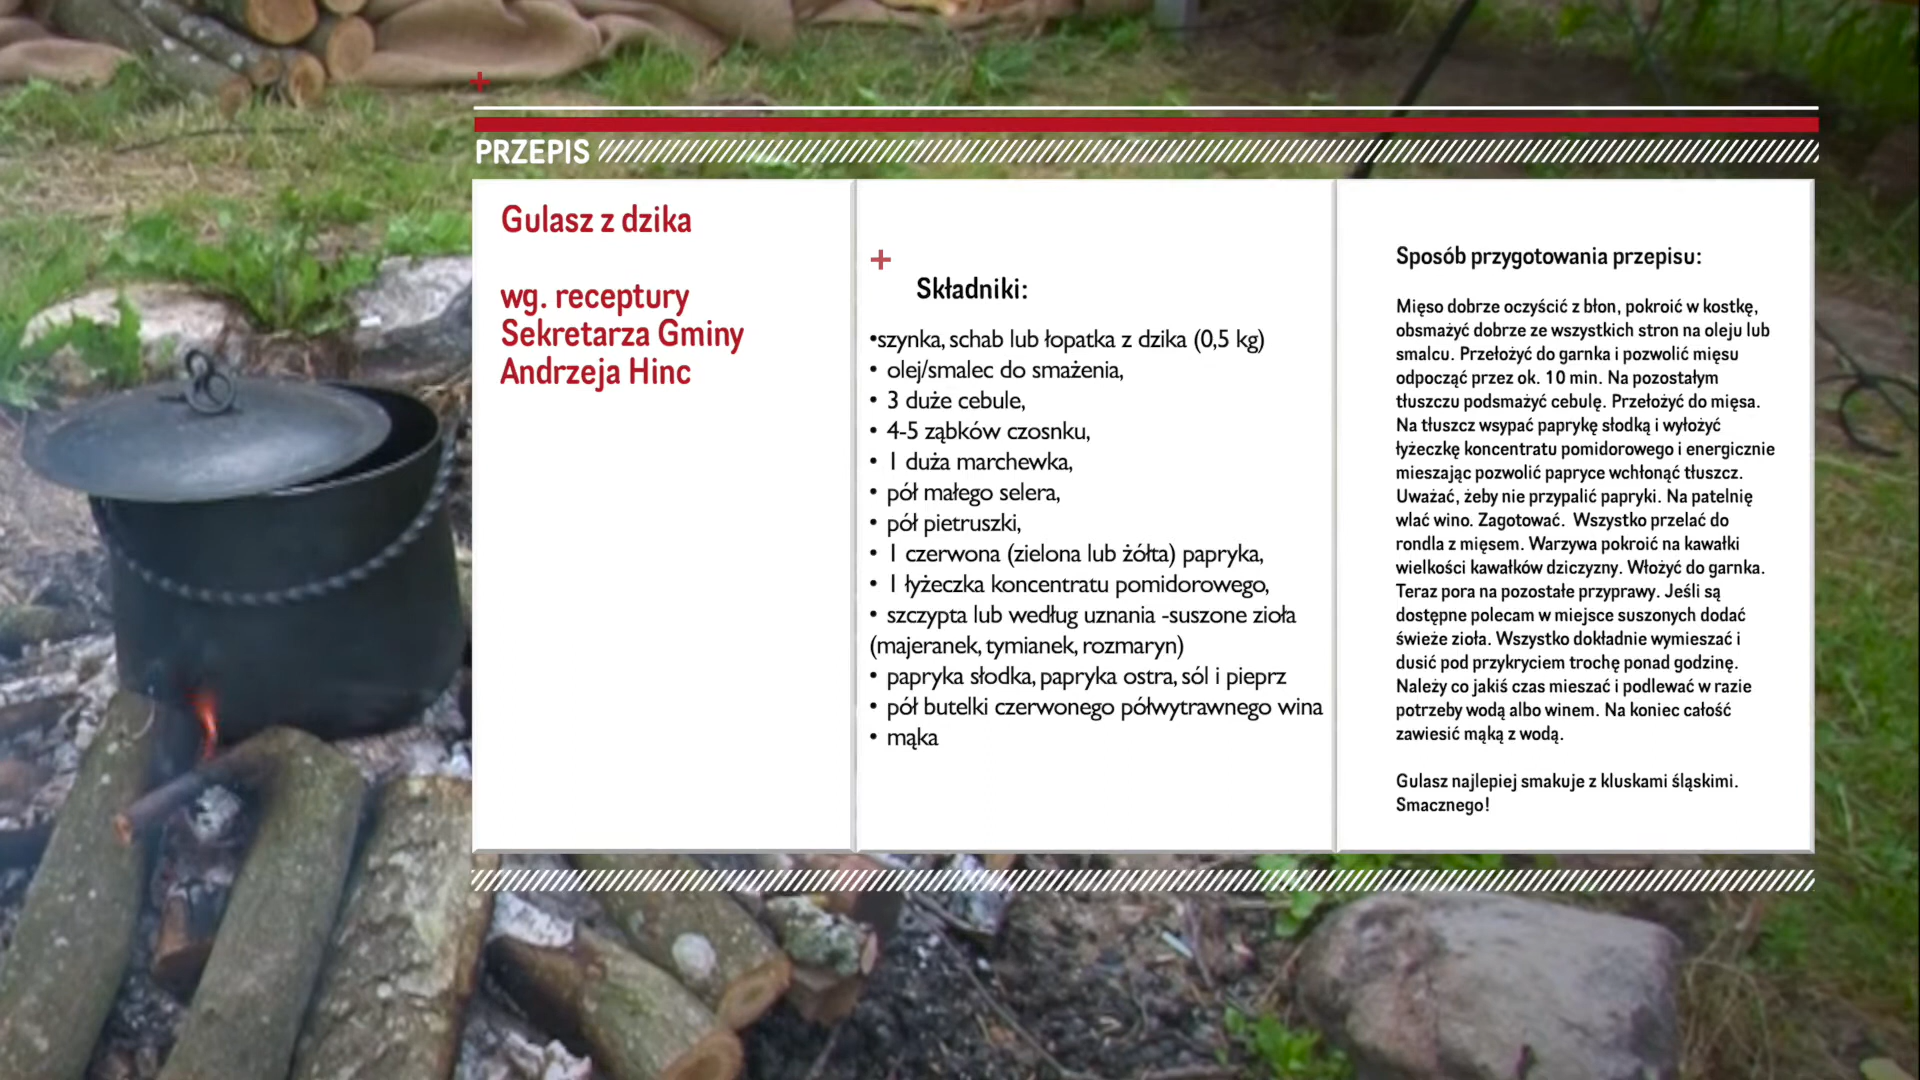 PRZEPIS
Gulasz z dzika
wg. receptury
Sekretarza Gminy
Andrzeja Hinc
Składniki:
•szynka, schab lub łopatka z dzika (0,5 kg)
• olej/smalec do smażenia,
• 3 duże cebule,
• 4-5 ząbków czosnku,
• 1 duża marchewka,
• pół małego selera,
• pół pietruszki,
• 1 czerwona (zielona lub żółta) papryka,
• 1 łyżeczka koncentratu pomidorowego,
• szczypta lub według uznania -suszone zioła
(majeranek, tymianek, rozmaryn)
• papryka słodka, papryka ostra, sól i pieprz
• pół butelki czerwonego półwytrawnego wina
• mąka
Sposób przygotowania przepisu:
Mięso dobrze oczyścić z błon, pokroić w kostkę,
obsmażyć dobrze ze wszystkich stron na oleju lub
smalcu. Przełożyć do garnka i pozwolić mięsu
odpocząć przez ok. 10 min. Na pozostałym
tłuszczu podsmażyć cebulę. Przełożyć do mięsa.
Na tłuszcz wsypać paprykę słodką i wyłożyć
łyżeczkę koncentratu pomidorowego i energicznie
mieszając pozwolić papryce wchłonąć tłuszcz.
Uważać, żeby nie przypalić papryki. Na patelnię
wlać wino. Zagotować. Wszystko przelać do
rondla z mięsem. Warzywa pokroić na kawałki
wielkości kawałków dziczyzny. Włożyć do garnka.
Teraz pora na pozostałe przyprawy. Jeśli są
dostępne polecam w miejsce suszonych dodać
świeże zioła. Wszystko dokładnie wymieszać i
dusić pod przykryciem trochę ponad godzinę.
Należy co jakiś czas mieszać i podlewać w razie
potrzeby wodą albo winem. Na koniec całość
zawiesić mąką z wodą.
Gulasz najlepiej smakuje z kluskami śląskimi.
Smacznego!